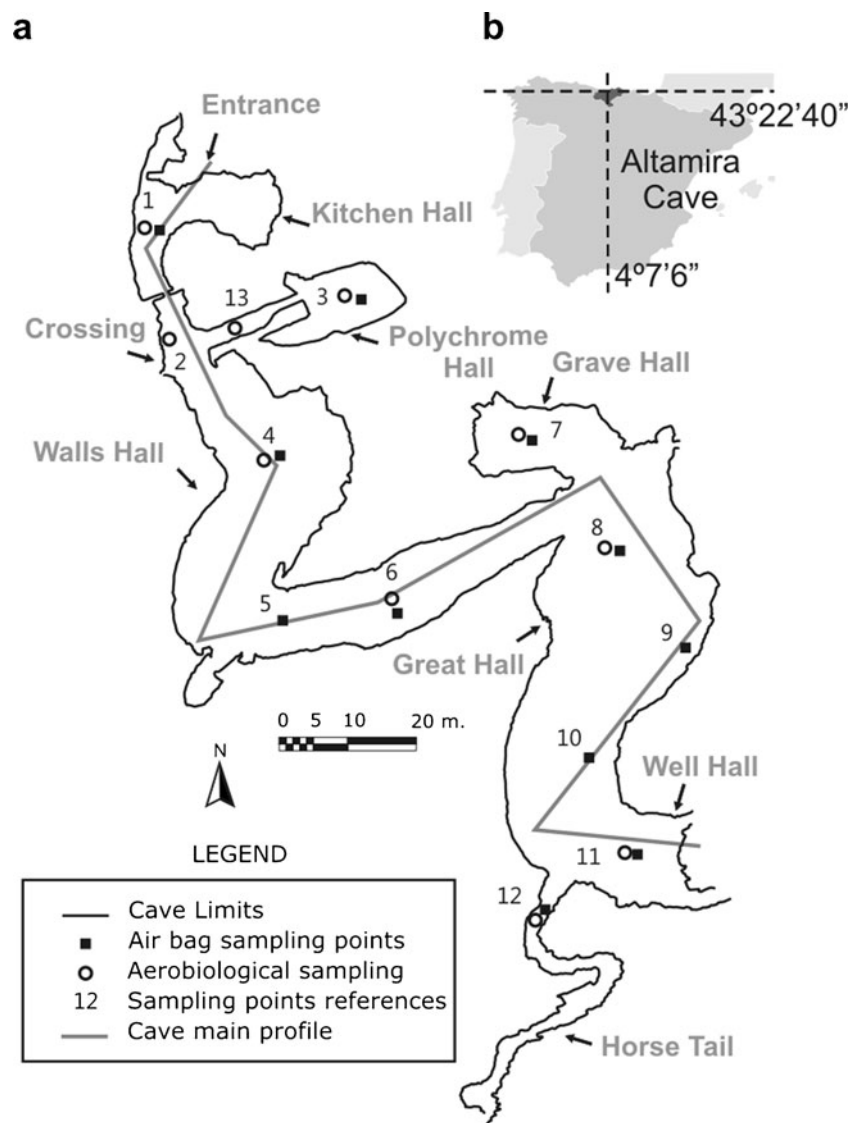 a
b
Entrance
43º22'40”
Altamira
Cave
4º7'6”
1
Kitchen Hall
13
3
Crossing
2
Polychrome
Hall
Grave Hall
7
Walls Hall
4
8
6
5
9
Great Hall
0 5 10 20 m.
N
10
Well Hall
11
12
Horse Tail
LEGEND
Cave Limits
Air bag sampling points
Aerobiological sampling
12 Sampling points references
Cave main profile